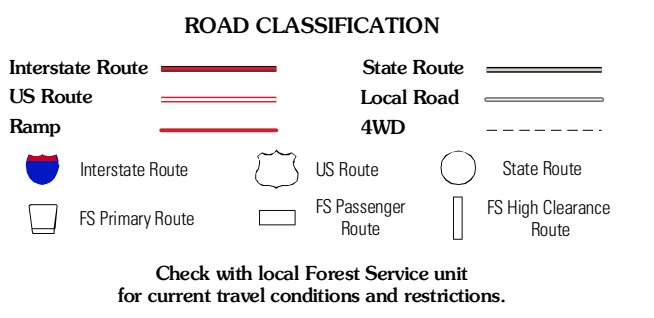 ROAD CLASSIFICATION
Interstate Route
State Route
US Route
Local Road
Ramp
4WD
Interstate Route
US Route
State Route
FS Primary Route
FS Passenger
Route
FS High Clearance
Route
Check with local Forest Service unit
for current travel conditions and restrictions.